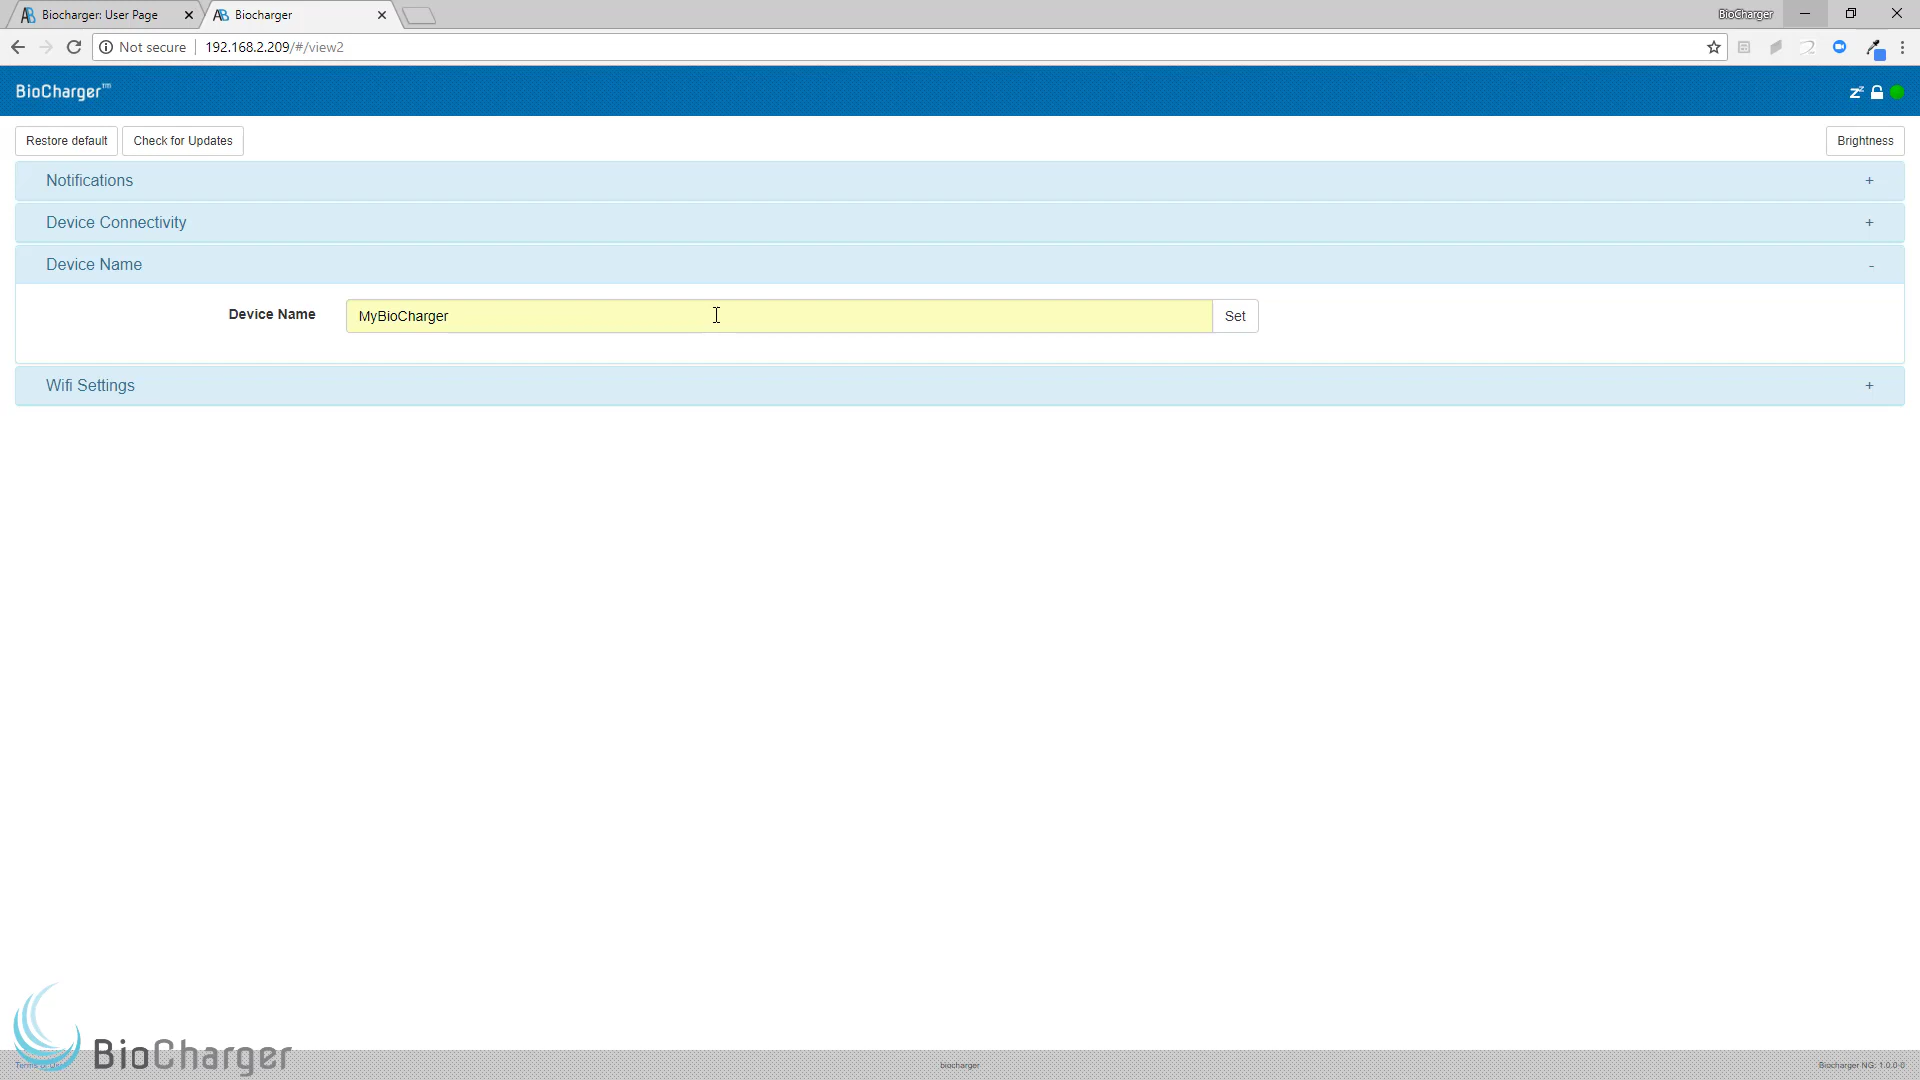 Biocharger: User Page
Biocharger
BioCharger
Not secure
192.168.2.209/#/view2
BioCharger™
Restore default
Check for Updates
Brightness
Notifications
+
Device Connectivity
+
Device Name
-
Device Name
MyBioCharger
Set
Wifi Settings
+
BioCharger
biocharger
Biocharger NG: 1.0.0-0